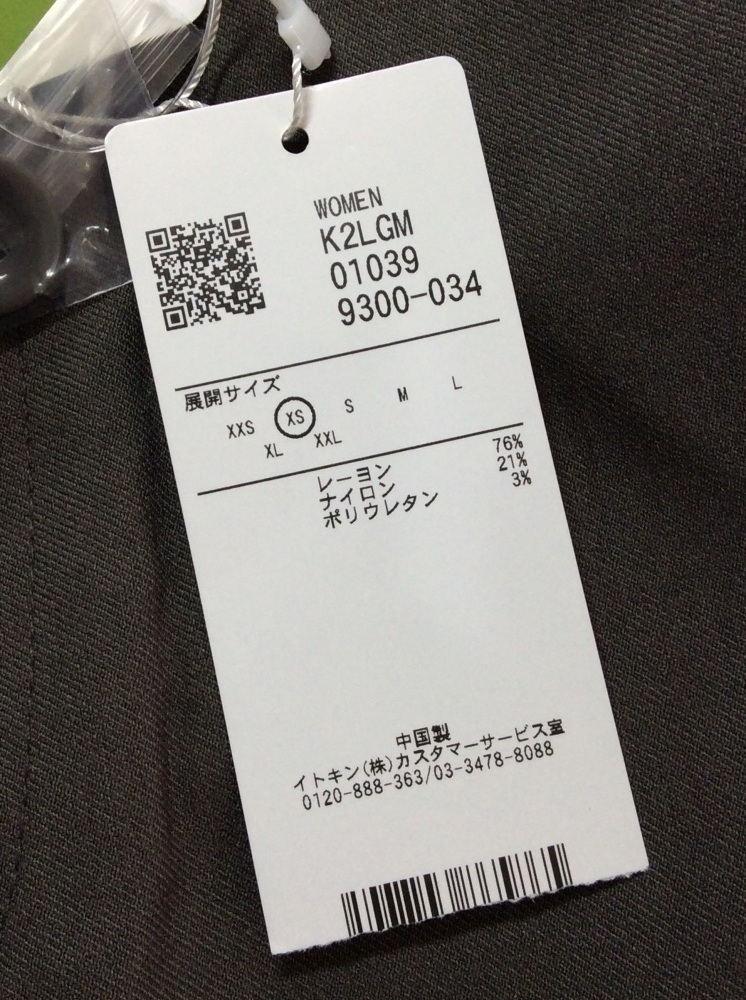 WOMEN
K2LGM
01039
9300-034
展開サイズ
XXS XS S M L
XL XXL
レーヨン 76%
ナイロン 21%
ポリウレタン 3%
中国製
イトキン(株)カスタマーサービス室
0120-888-363/03-3478-8088